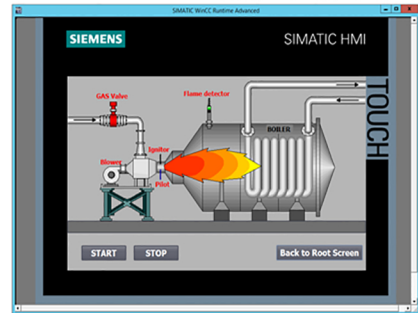 SIMATIC WinCC Runtime Advanced
SIEMENS
SIMATIC HMI
TOUCH
GAS Valve
Flame detector
BOILER
Ignitor
Blower
Pilot
START
STOP
Back to Root Screen